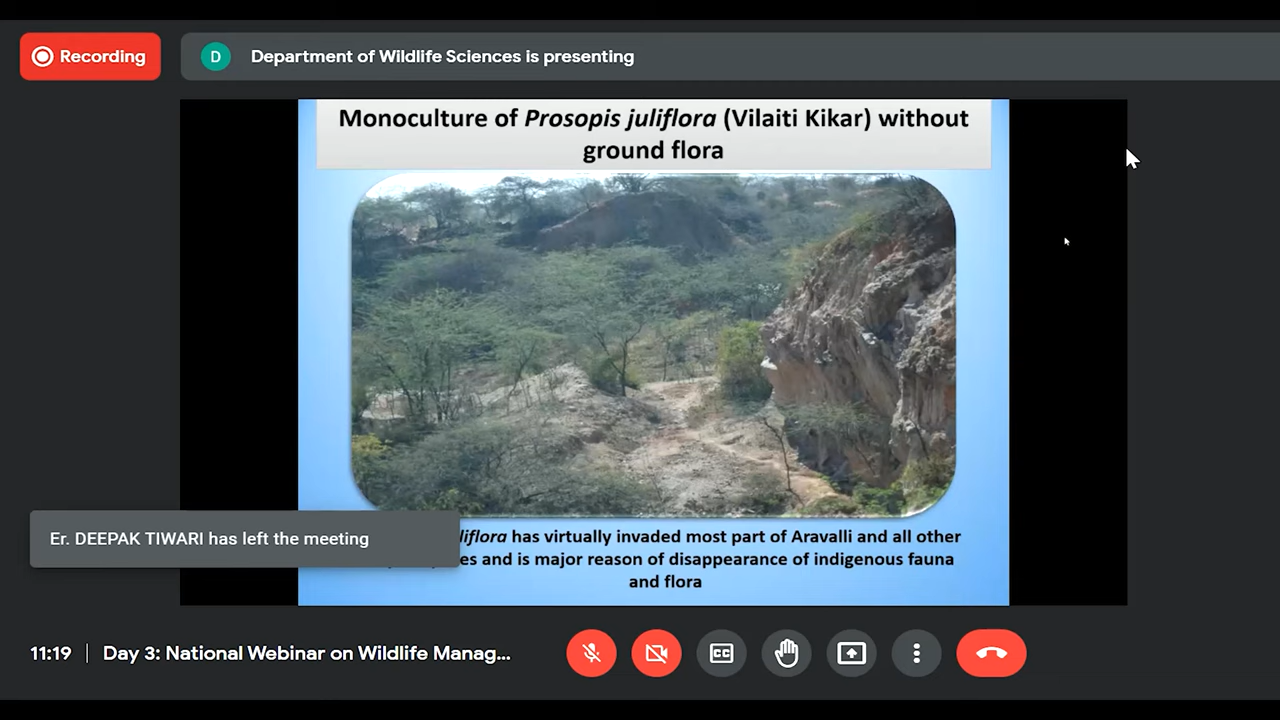 Recording
D
Department of Wildlife Sciences is presenting
Monoculture of Prosopis juliflora (Vilaiti Kikar) without
ground flora
Er. DEEPAK TIWARI has left the meeting
has virtually invaded most part of Aravalli and all other
and is major reason of disappearance of indigenous fauna
and flora
11:19
Day 3: National Webinar on Wildlife Manag...
CC